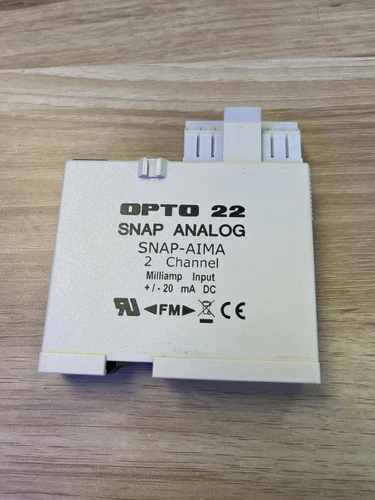 OPTO 22
SNAP ANALOG
SNAP-AIMA
2 Channel
Milliamp Input
+/-20 mA DC
FM CE